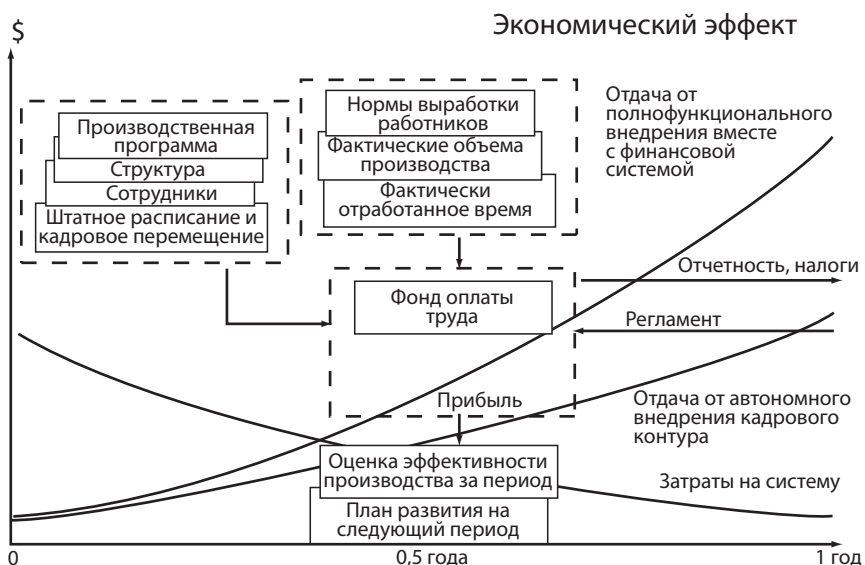 Экономический эффект
$
Производственная
программа
Структура
Сотрудники
Штатное расписание и
кадровое перемещение
Нормы выработки
работников
Фактические объема
производства
Фактически
отработанное время
Отдача от
полнофункционального
внедрения вместе
с финансовой
системой
Фонд оплаты
труда
Отчетность, налоги
Регламент
Прибыль
Отдача от автономного
внедрения кадрового
контура
Оценка эффективности
производства за период
Затраты на систему
План развития на
следующий период
0
0,5 года
1 год